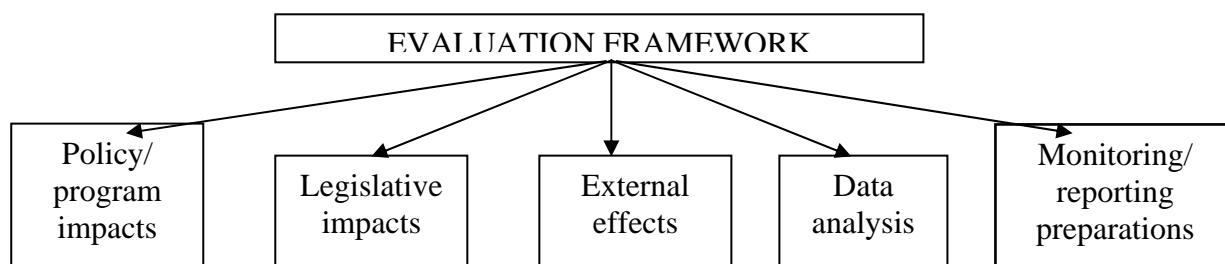 EVALUATION FRAMEWORK
Policy/
program
impacts
Legislative
impacts
External
effects
Data
analysis
Monitoring/
reporting
preparations